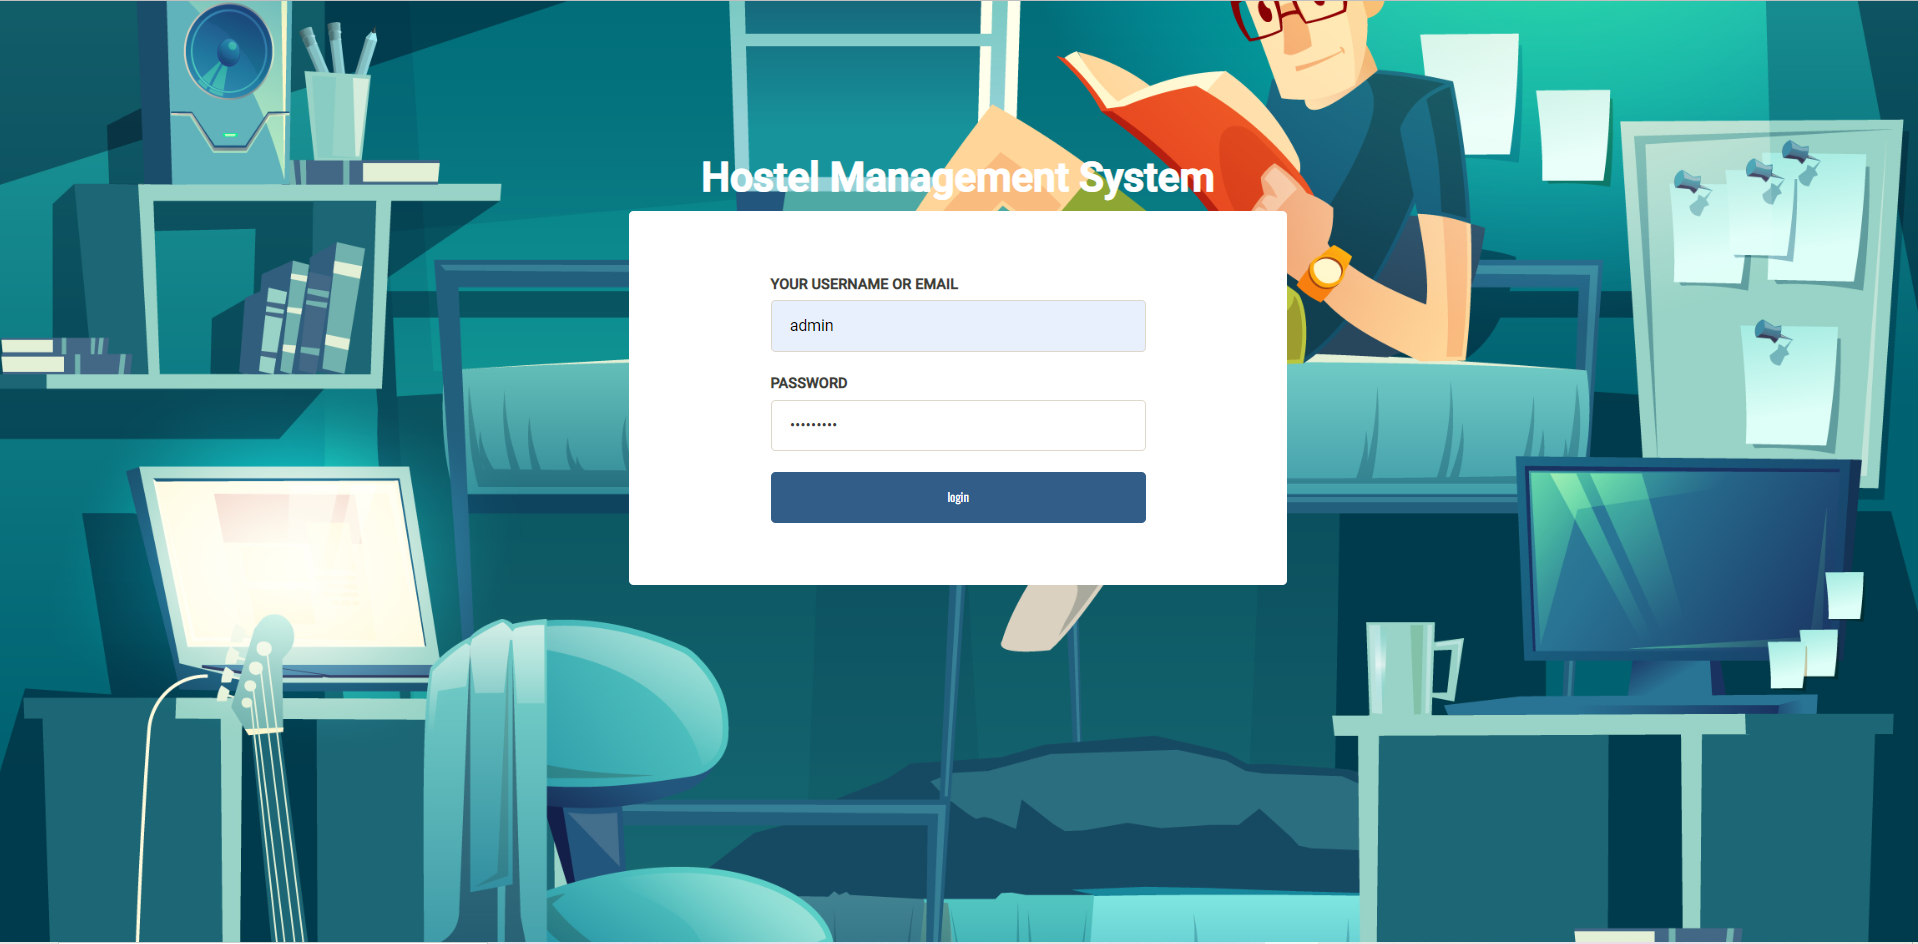 Hostel Management System
YOUR USERNAME OR EMAIL
admin
PASSWORD
•••••••••
login